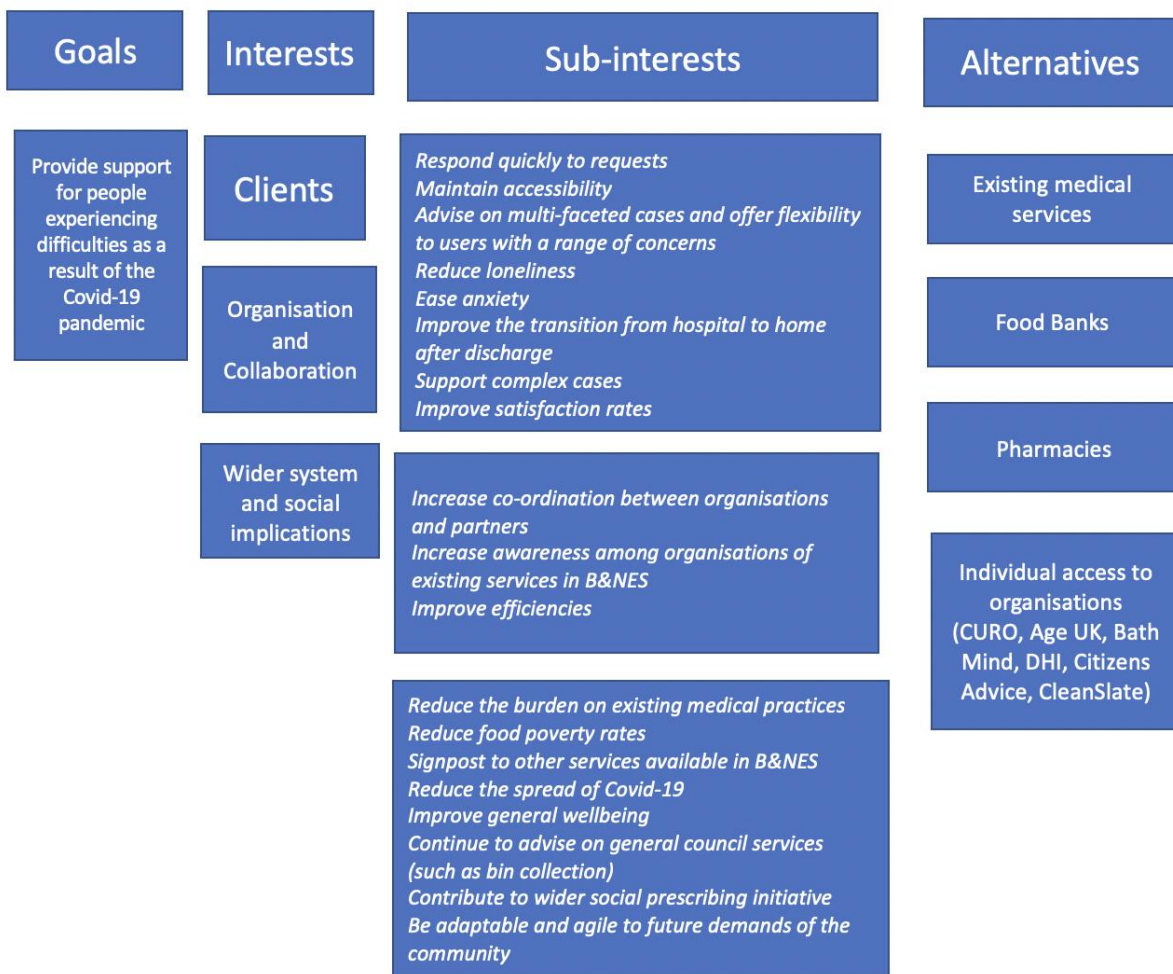 Goals
Interests
Sub-interests
Alternatives
Provide support
for people
experiencing
difficulties as a
result of the
Covid-19
pandemic
Clients
Organisation
and
Collaboration
Wider system
and social
implications
Respond quickly to requests
Maintain accessibility
Advise on multi-faceted cases and offer flexibility
to users with a range of concerns
Reduce loneliness
Ease anxiety
Improve the transition from hospital to home
after discharge
Support complex cases
Improve satisfaction rates
Increase co-ordination between organisations
and partners
Increase awareness among organisations of
existing services in B&NES
Improve efficiencies
Reduce the burden on existing medical practices
Reduce food poverty rates
Signpost to other services available in B&NES
Reduce the spread of Covid-19
Improve general wellbeing
Continue to advise on general council services
(such as bin collection)
Contribute to wider social prescribing initiative
Be adaptable and agile to future demands of the
community
Existing medical
services
Food Banks
Pharmacies
Individual access to
organisations
(CURO, Age UK, Bath
Mind, DHI, Citizens
Advice, CleanSlate)